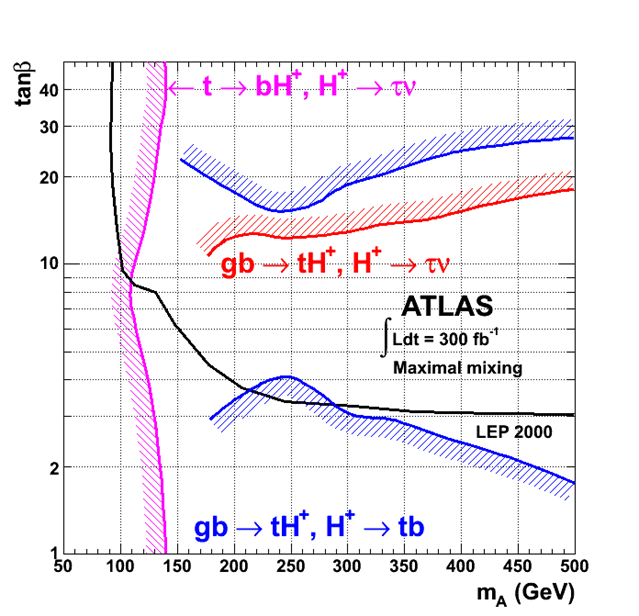 tanβ
40
30
20
10
2
1
← t → bH⁺, H⁺ → τν
gb → tH⁺, H⁺ → τν
ATLAS
∫ Ldt = 300 fb⁻¹
Maximal mixing
LEP 2000
gb → tH⁺, H⁺ → tb
50 100 150 200 250 300 350 400 450 500
m_A (GeV)